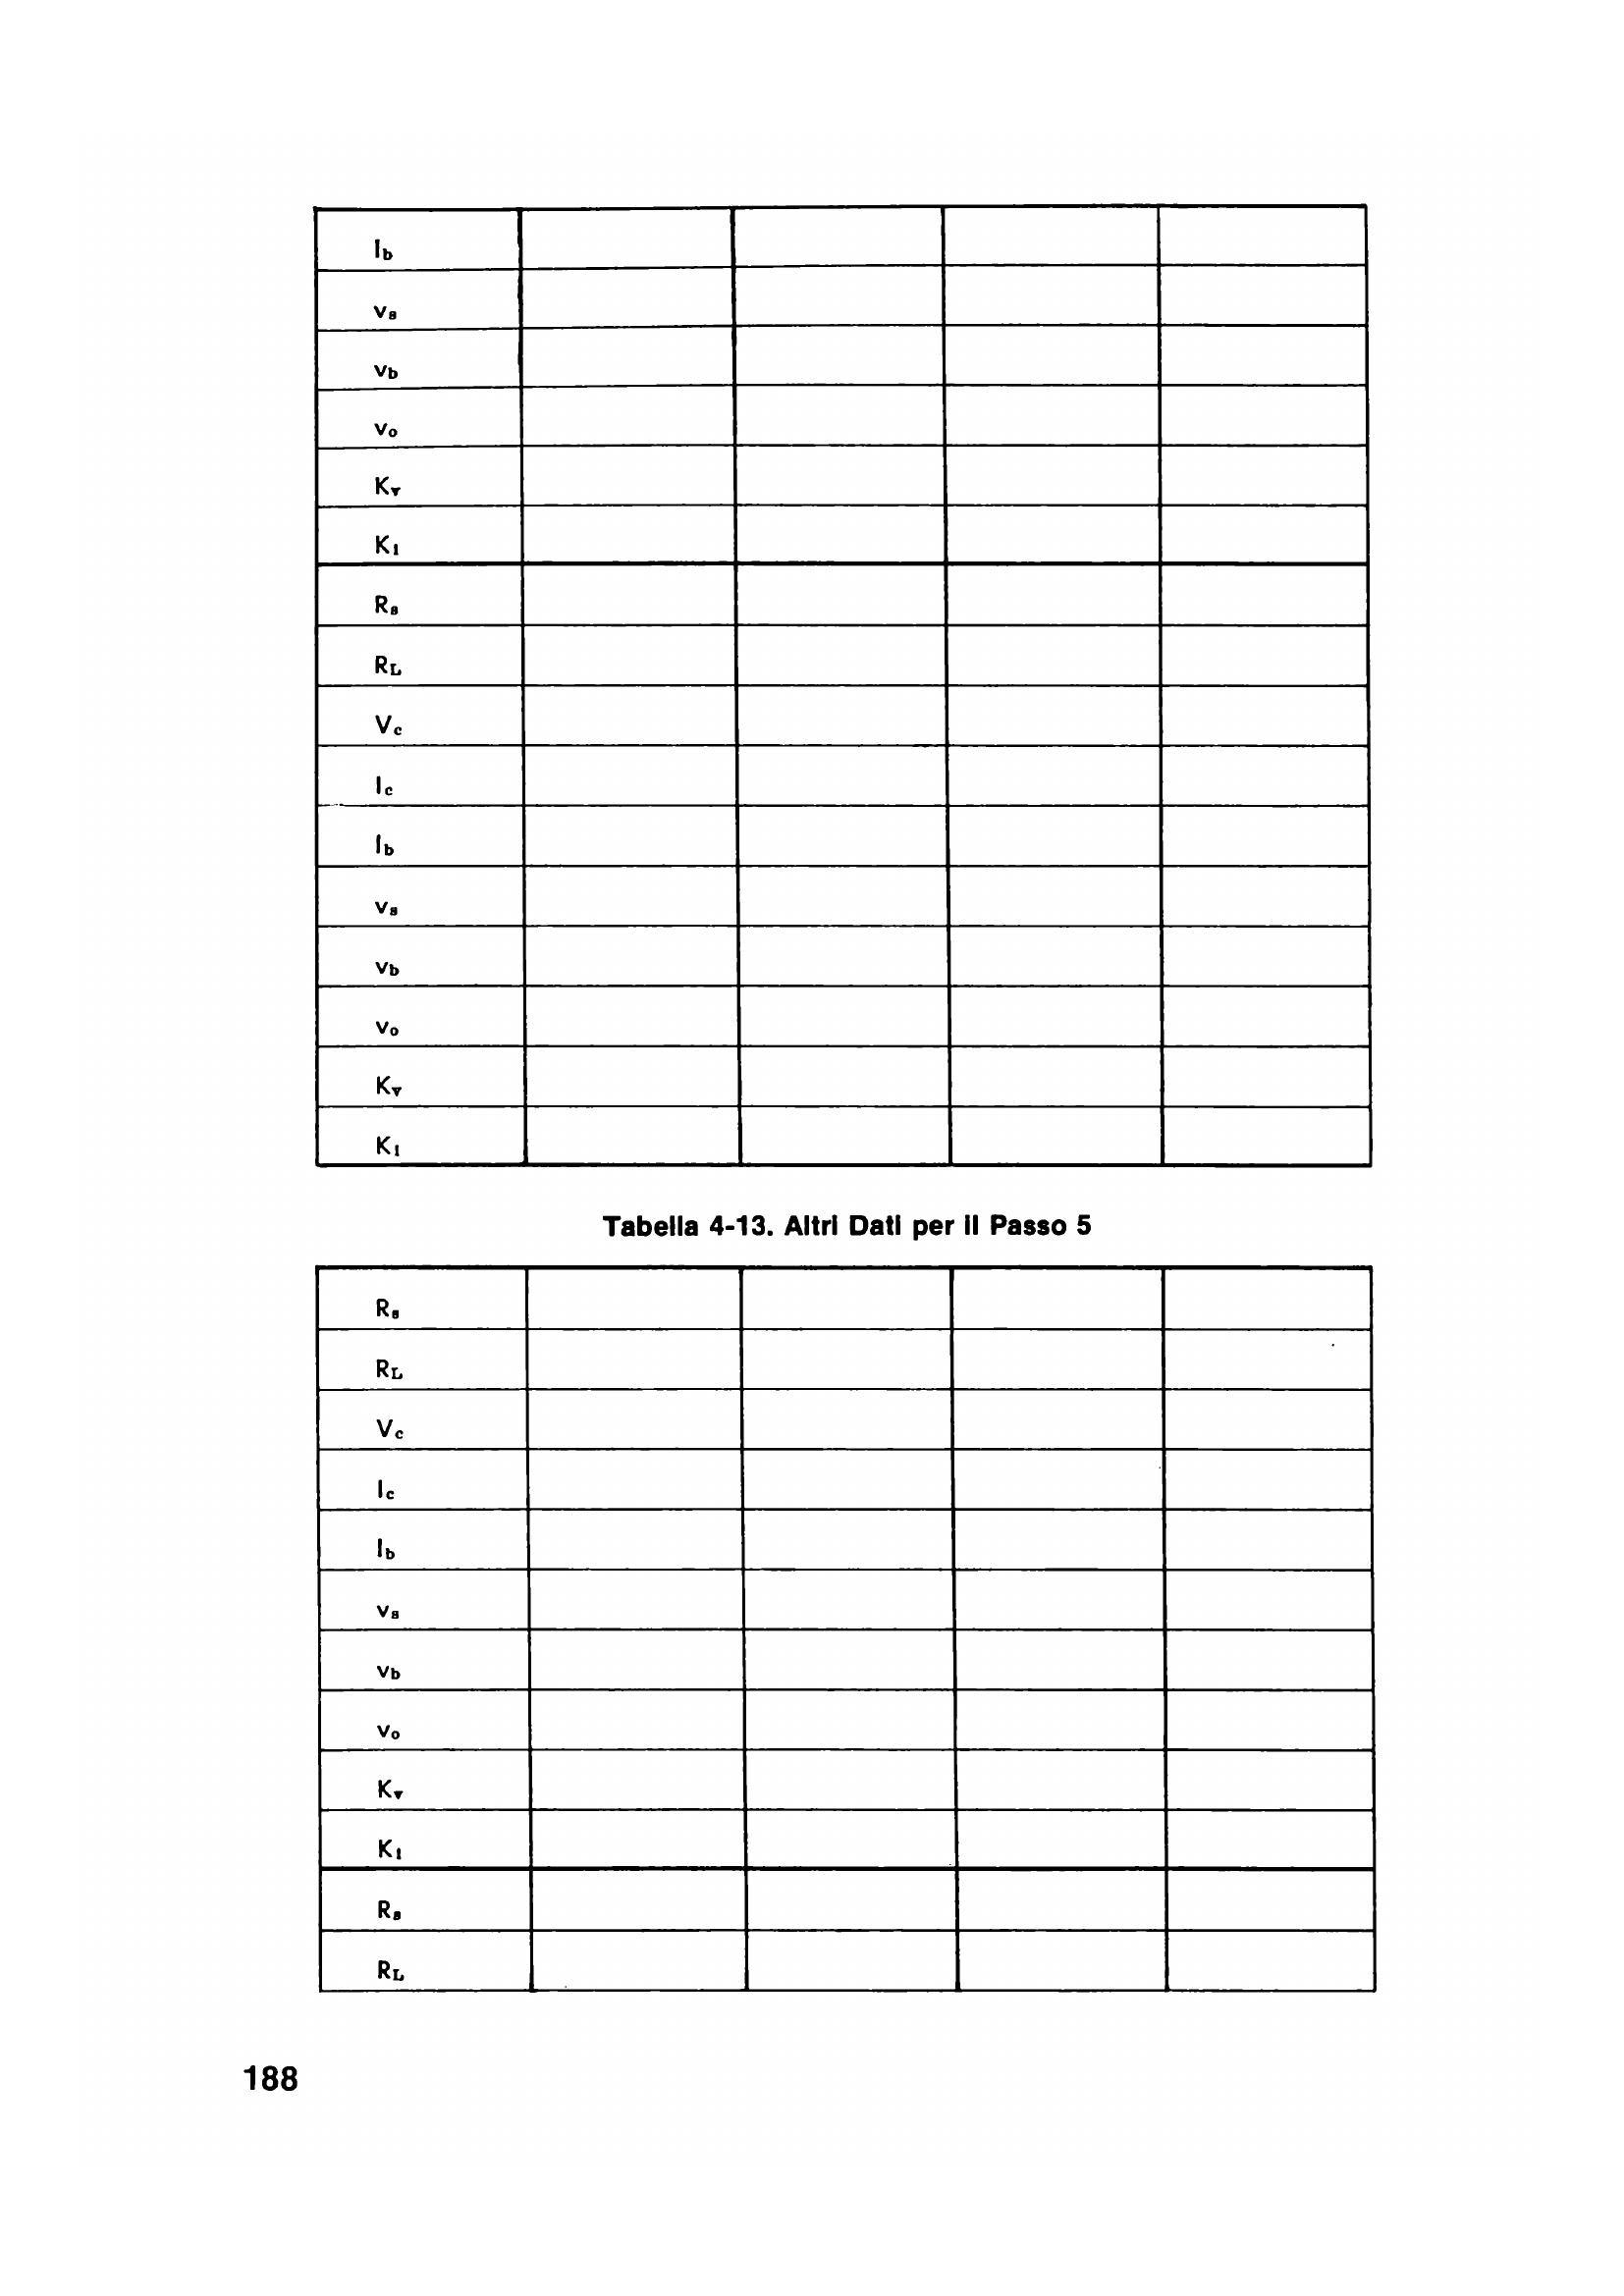 I_b
v_s
v_b
v_o
K_v
K_i
R_s
R_L
V_c
I_c
I_b
v_s
v_b
v_o
K_v
K_i
Tabella 4-13. Altri Dati per il Passo 5
R_s
R_L
V_c
I_c
I_b
v_s
v_b
v_o
K_v
K_i
R_s
R_L
188